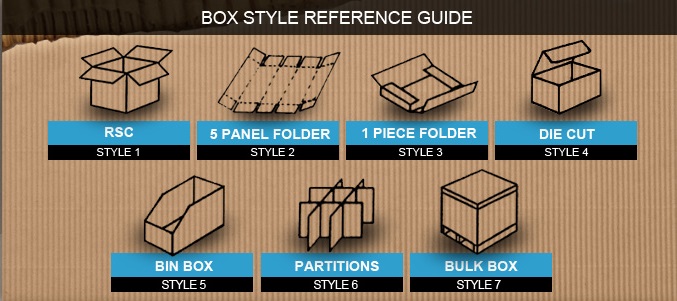 BOX STYLE REFERENCE GUIDE
RSC
STYLE 1
5 PANEL FOLDER
STYLE 2
1 PIECE FOLDER
STYLE 3
DIE CUT
STYLE 4
BIN BOX
STYLE 5
PARTITIONS
STYLE 6
BULK BOX
STYLE 7